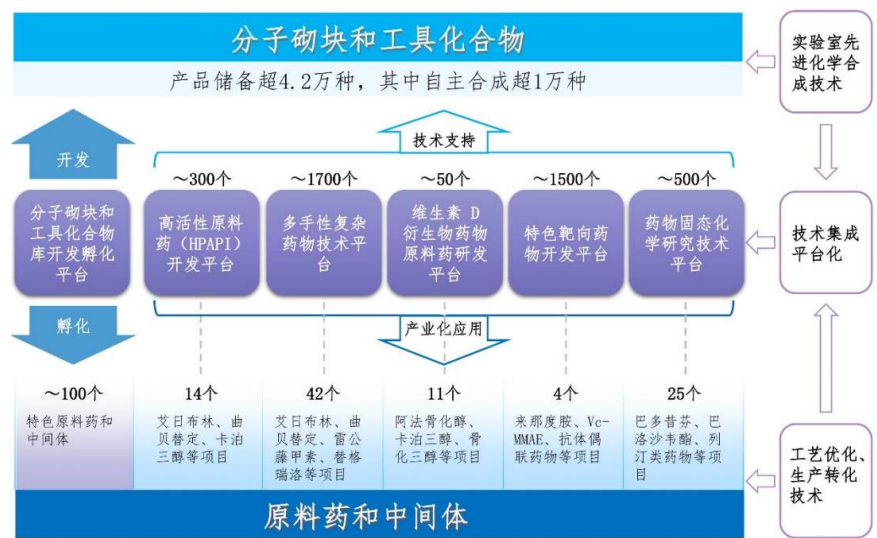 分子砌块和工具化合物
产品储备超4.2万种，其中自主合成超1万种
实验室先
进化学合
成技术
开发
技术支持
～300个
～1700个
～50个
～1500个
～500个
分子砌块和
工具化合物
库开发孵化
平台
高活性原料
药（HPAPI）
开发平台
多手性复杂
药物技术平
台
维生素 D
衍生物药物
原料药研发
平台
特色靶向药
物开发平台
药物固态化
学研究技术
平台
技术集成
平台化
孵化
产业化应用
～100个
14个
42个
11个
4个
25个
特色原料药和
中间体
艾日布林、曲
贝替定、卡泊
三醇等项目
艾日布林、曲
贝替定、雷公
藤甲素、替格
瑞洛等项目
阿法骨化醇、
卡泊三醇、骨
化三醇等项目
来那度胺、Vc-
MMAE、抗体偶
联药物等项目
巴多昔芬、巴
洛沙韦酯、列
汀类药物等项
目
工艺优化、
生产转化
技术
原料药和中间体